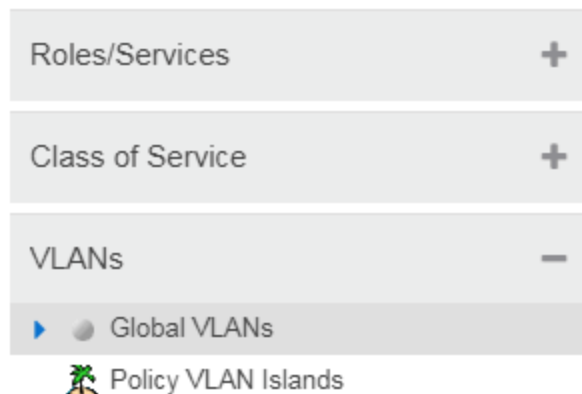 Roles/Services
Class of Service
VLANs
Global VLANs
Policy VLAN Islands